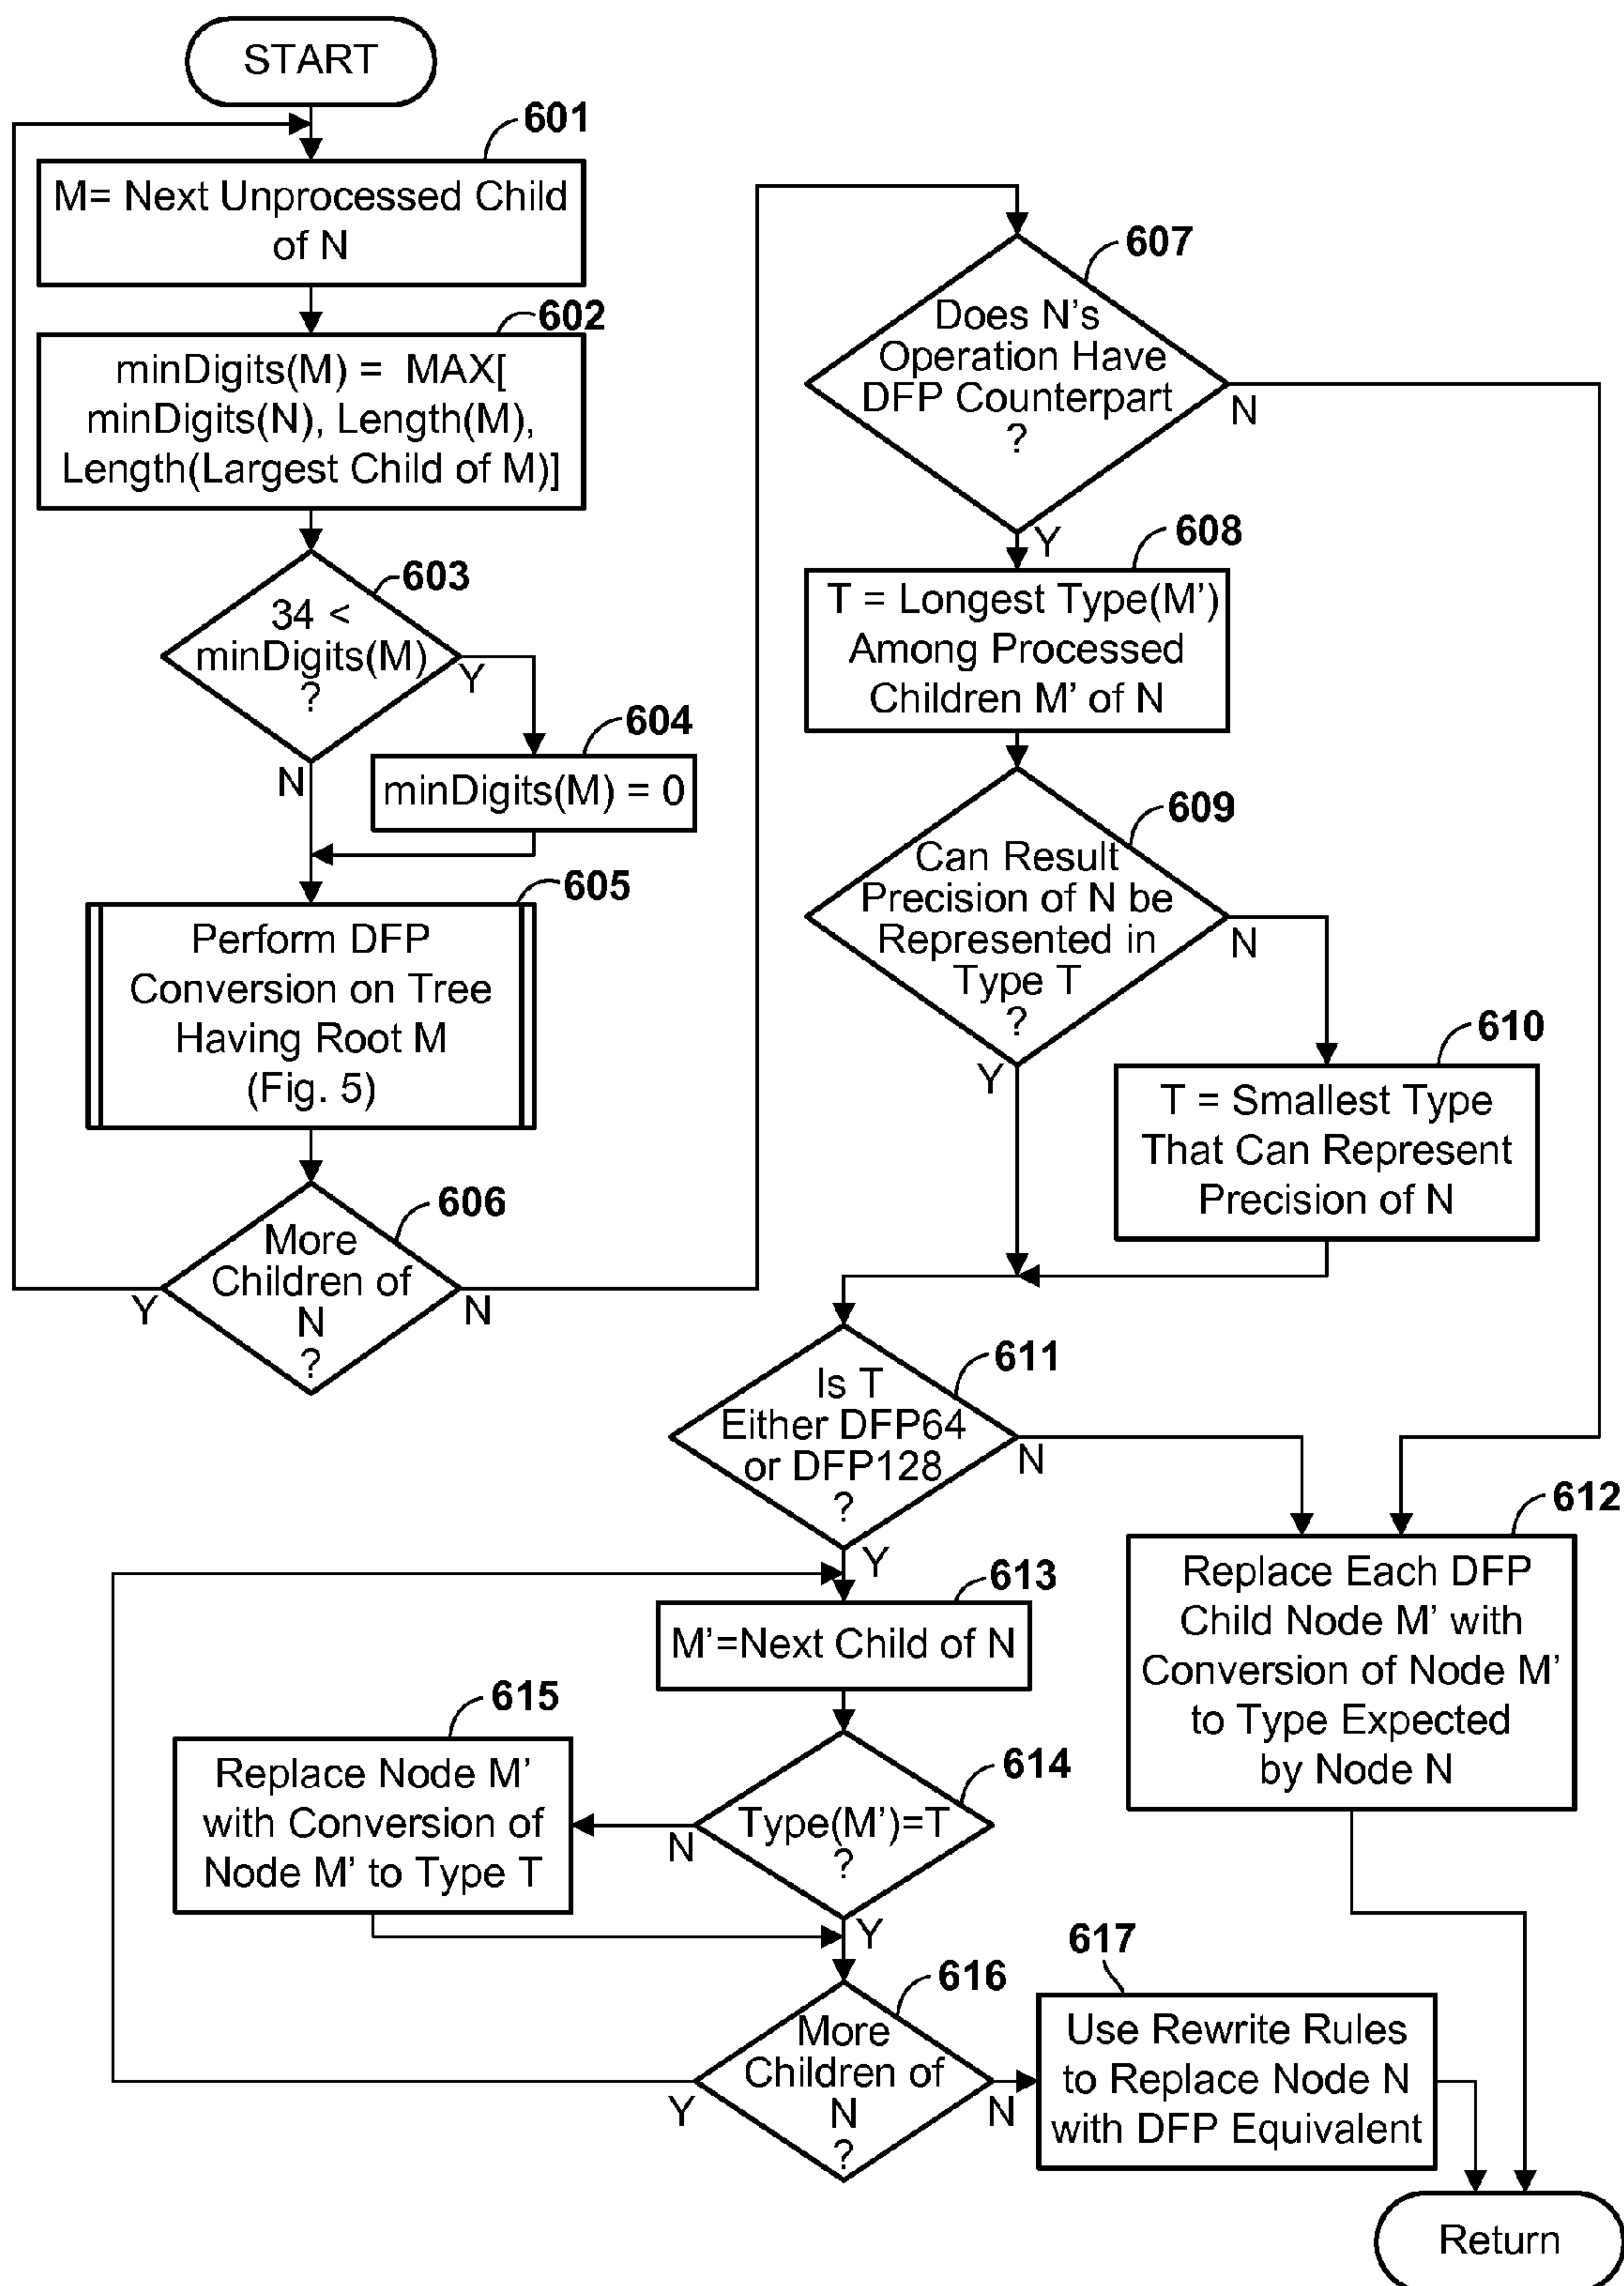 START
601
M= Next Unprocessed Child
of N
602
minDigits(M) = MAX[
minDigits(N), Length(M),
Length(Largest Child of M)]
603
34 <
minDigits(M)
?
Y
N
604
minDigits(M) = 0
605
Perform DFP
Conversion on Tree
Having Root M
(Fig. 5)
606
More
Children of
N
?
Y
N
607
Does N's
Operation Have
DFP Counterpart
?
N
Y
608
T = Longest Type(M')
Among Processed
Children M' of N
609
Can Result
Precision of N be
Represented in
Type T
?
N
Y
610
T = Smallest Type
That Can Represent
Precision of N
611
Is T
Either DFP64
or DFP128
?
N
Y
612
Replace Each DFP
Child Node M' with
Conversion of Node M'
to Type Expected
by Node N
613
M'=Next Child of N
614
Type(M')=T
?
N
Y
615
Replace Node M'
with Conversion of
Node M' to Type T
616
More
Children of
N
?
Y
N
617
Use Rewrite Rules
to Replace Node N
with DFP Equivalent
Return